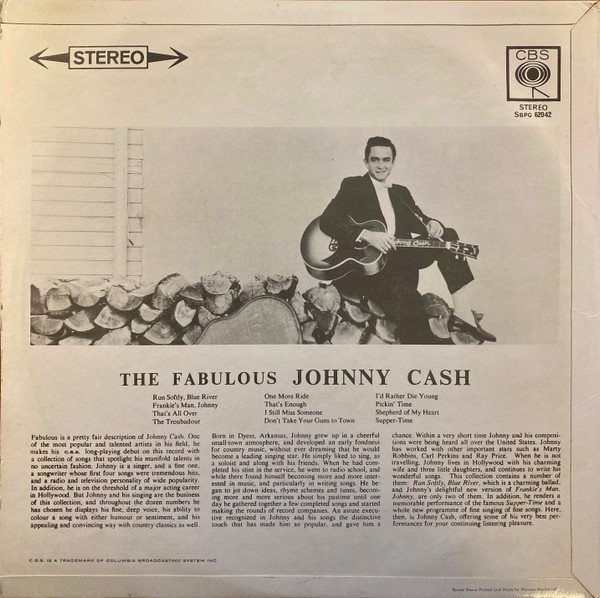 STEREO
CBS
STEREO
SBPG 62042
Johnny Cash
THE FABULOUS JOHNNY CASH
Run Softly, Blue River
Frankie's Man, Johnny
That's All Over
The Troubadour
One More Ride
That's Enough
I Still Miss Someone
Don't Take Your Guns to Town
I'd Rather Die Young
Pickin' Time
Shepherd of My Heart
Supper-Time
Fabulous is a pretty fair description of Johnny Cash. One
of the most popular and talented artists in his field, he
makes his C.B.S. long-playing debut on this record with
a collection of songs that spotlight his manifold talents in
no uncertain fashion. Johnny is a singer, and a fine one,
a songwriter whose first four songs were tremendous hits,
and a radio and television personality of wide popularity.
In addition, he is on the threshold of a major acting career
in Hollywood. But Johnny and his singing are the business
of this collection, and throughout the dozen numbers he
has chosen he displays his fine, deep voice, his ability to
colour a song with either humour or sentiment, and his
appealing and convincing way with country classics as well.
Born in Dyess, Arkansas, Johnny grew up in a cheerful
small-town atmosphere, and developed an early fondness
for country music, without ever dreaming that he would
become a leading singing star. He simply liked to sing, as
a soloist and along with his friends. When he had com-
pleted his stint in the service, he went to radio school, and
while there found himself becoming more and more inter-
ested in music, and particularly in writing songs. He be-
gan to jot down ideas, rhyme schemes and tunes, becom-
ing more and more serious about his pastime until one
day he gathered together a few completed songs and started
making the rounds of record companies. An astute execu-
tive recognized in Johnny and his songs the distinctive
touch that has made him so popular, and gave him a
chance. Within a very short time Johnny and his composi-
tions were being heard all over the United States. Johnny
has worked with other important stars such as Marty
Robbins, Carl Perkins and Ray Price. When he is not
travelling, Johnny lives in Hollywood with his charming
wife and three little daughters, and continues to write his
wonderful songs. This collection contains a number of
them: Run Softly, Blue River, which is a charming ballad,
and Johnny's delightful new version of Frankie's Man,
Johnny, are only two of them. In addition, he renders a
memorable performance of the famous Supper-Time and a
whole new programme of fine singing of fine songs. Here,
then, is Johnny Cash, offering some of his very best per-
formances for your continuing listening pleasure.
C.B.S. IS A TRADEMARK OF COLUMBIA BROADCASTING SYSTEM INC.